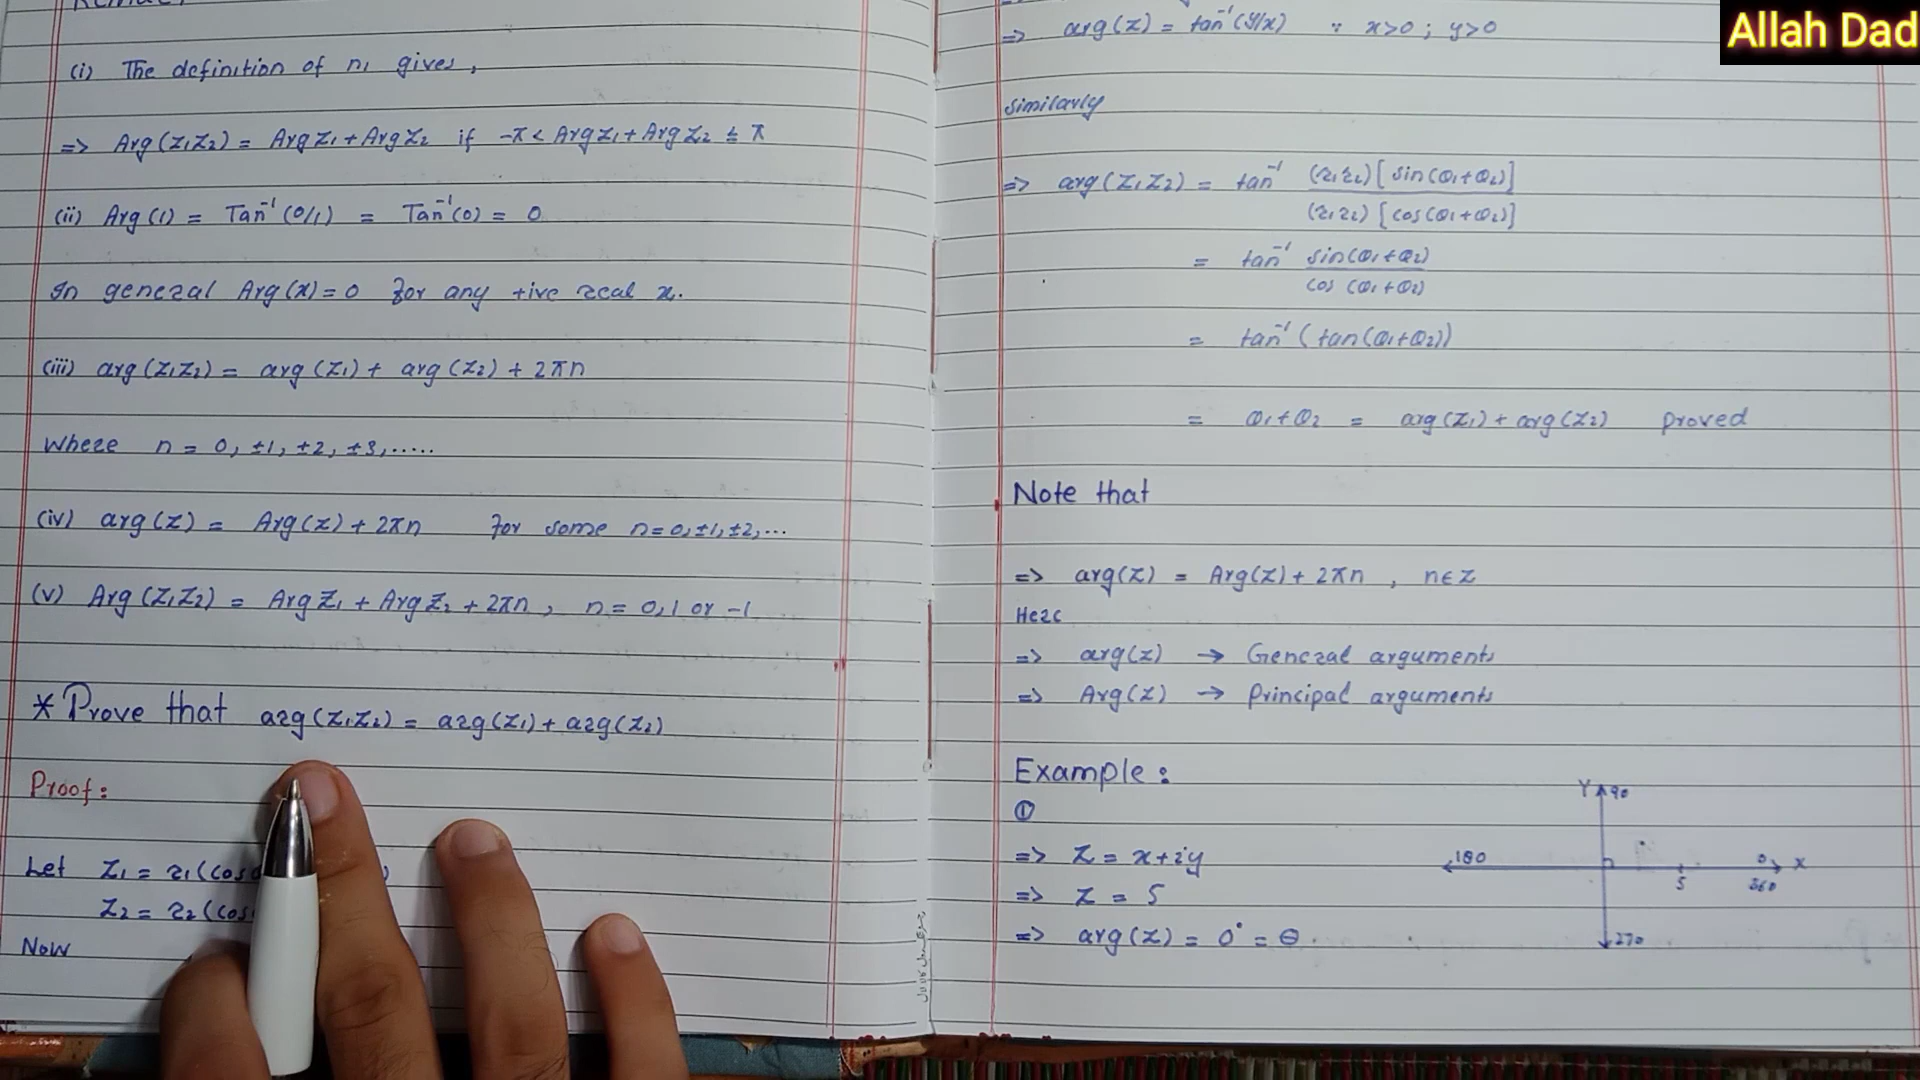 (i) The definition of n, gives,
=> Arg(Z₁Z₂) = Arg Z₁ + Arg Z₂ if -π < Arg Z₁ + Arg Z₂ ≤ π
(ii) Arg(1) = Tan⁻¹(0/1) = Tan⁻¹(0) = 0
In general Arg(x) = 0 for any +ive real x.
(iii) arg(Z₁Z₂) = arg(Z₁) + arg(Z₂) + 2πn
Where n = 0, ±1, ±2, ±3, .....
(iv) arg(z) = Arg(z) + 2πn for some n = 0, ±1, ±2, ...
(v) Arg(Z₁Z₂) = Arg Z₁ + Arg Z₂ + 2πn, n = 0, 1 or -1
* Prove that arg(Z₁Z₂) = arg(Z₁) + arg(Z₂)
Proof:
Let Z₁ = r₁(cos
Z₂ = r₂(cos
Now
=> arg(z) = tan⁻¹(y/x) ∵ x>0 ; y>0
Similarly
=> arg(Z₁Z₂) = tan⁻¹ (r₁r₂)[sin(θ₁+θ₂)]
(r₁r₂)[cos(θ₁+θ₂)]
= tan⁻¹ sin(θ₁+θ₂)
cos(θ₁+θ₂)
= tan⁻¹(tan(θ₁+θ₂))
= θ₁+θ₂ = arg(Z₁) + arg(Z₂) Proved
Note that
=> arg(z) = Arg(z) + 2πn , n∈Z
Here
=> arg(z) → General arguments
=> Arg(z) → Principal arguments
Example:
①
=> Z = x+iy
=> Z = 5
=> arg(z) = 0° = θ
Y 90
180 0 X
5 360
270
Allah Dad